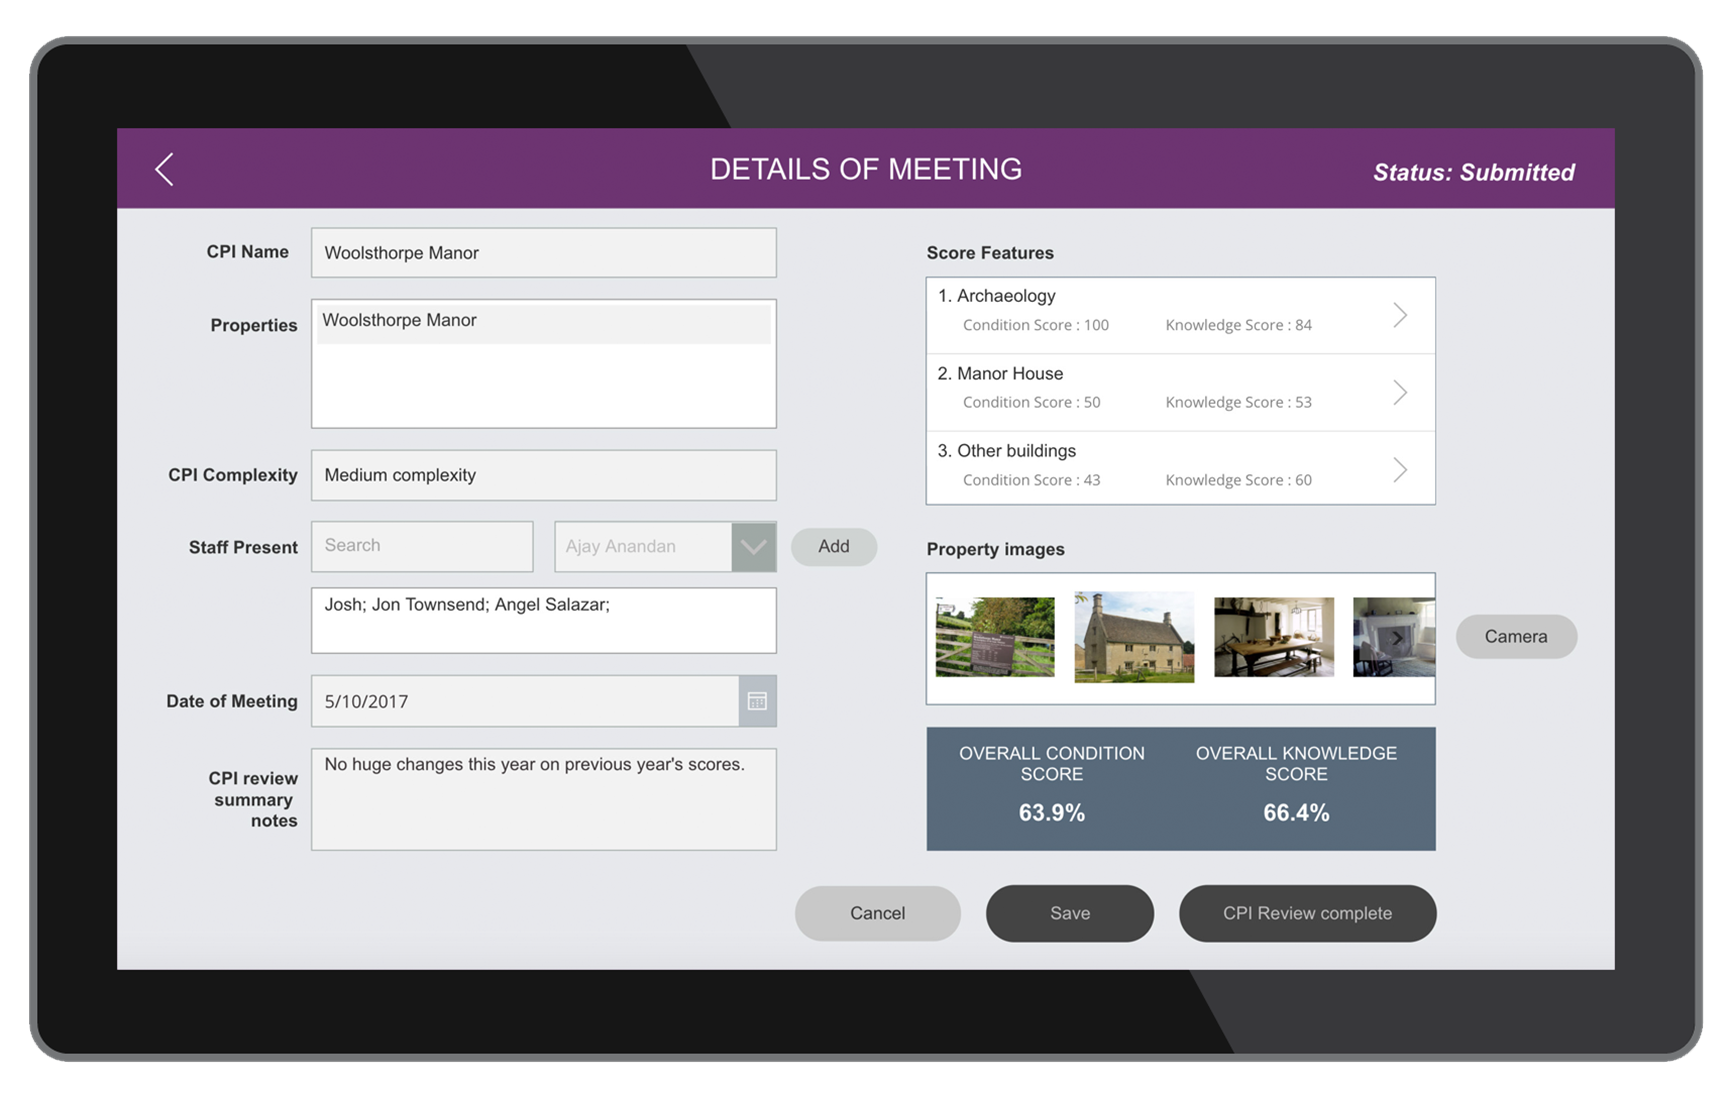 DETAILS OF MEETING
Status: Submitted
CPI Name
Woolsthorpe Manor
Properties
Woolsthorpe Manor
CPI Complexity
Medium complexity
Staff Present
Search
Ajay Anandan
Add
Josh; Jon Townsend; Angel Salazar;
Date of Meeting
5/10/2017
CPI review
summary
notes
No huge changes this year on previous year's scores.
Score Features
1. Archaeology
Condition Score : 100
Knowledge Score : 84
2. Manor House
Condition Score : 50
Knowledge Score : 53
3. Other buildings
Condition Score : 43
Knowledge Score : 60
Property images
Camera
OVERALL CONDITION
SCORE
63.9%
OVERALL KNOWLEDGE
SCORE
66.4%
Cancel
Save
CPI Review complete